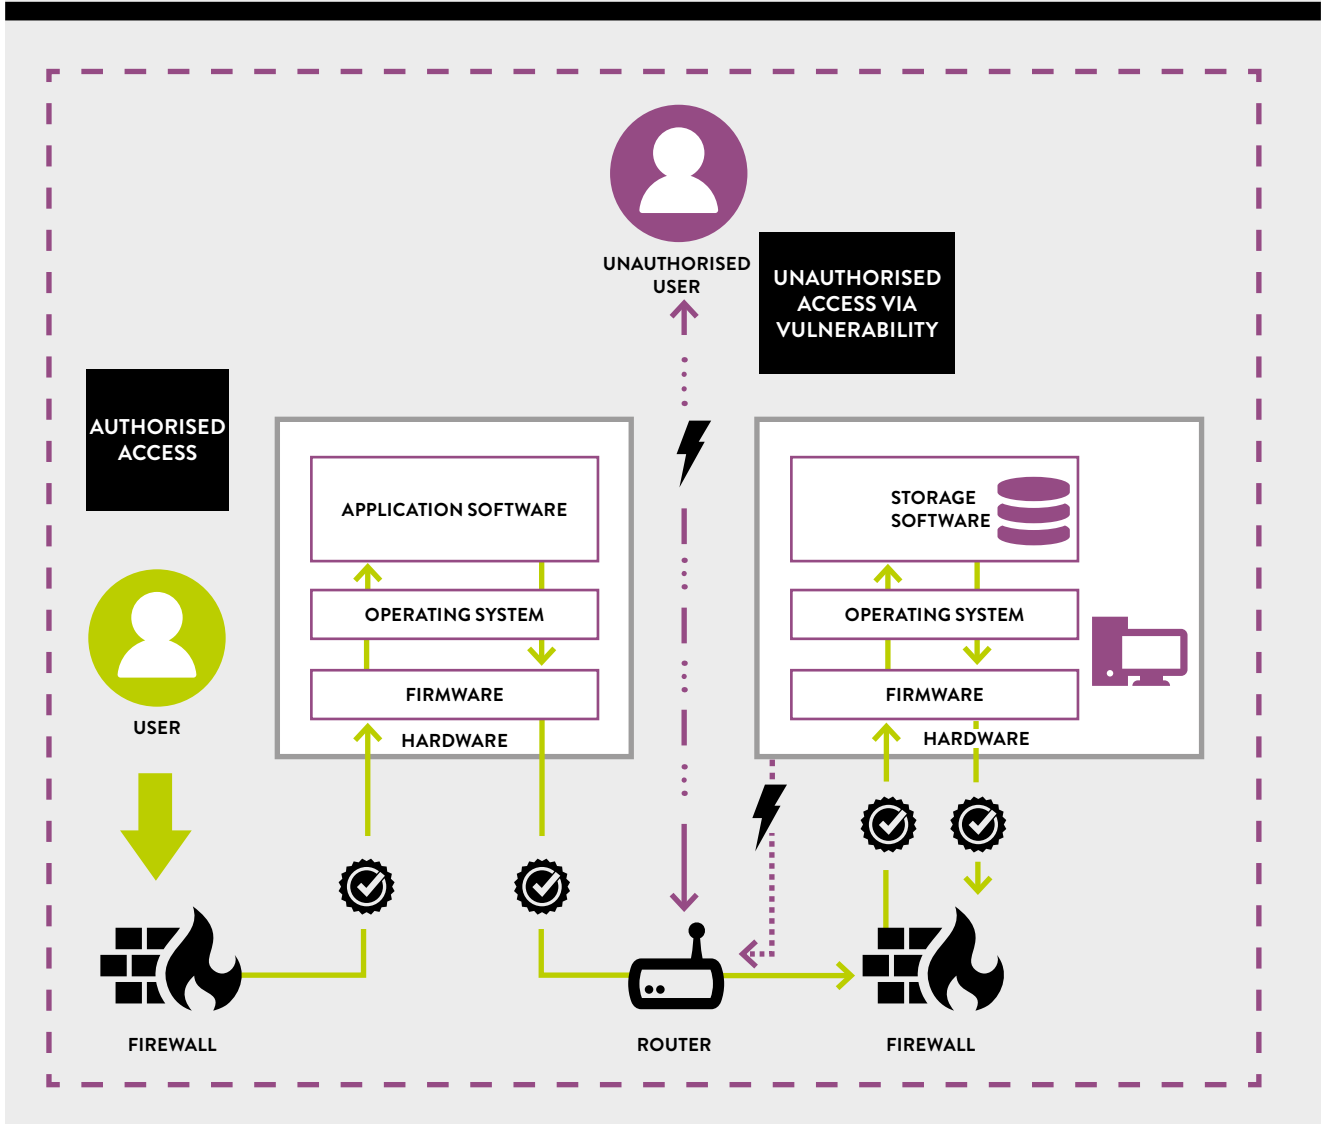 UNAUTHORISED
USER
UNAUTHORISED
ACCESS VIA
VULNERABILITY
AUTHORISED
ACCESS
USER
APPLICATION SOFTWARE
OPERATING SYSTEM
FIRMWARE
HARDWARE
STORAGE
SOFTWARE
OPERATING SYSTEM
FIRMWARE
HARDWARE
FIREWALL
ROUTER
FIREWALL